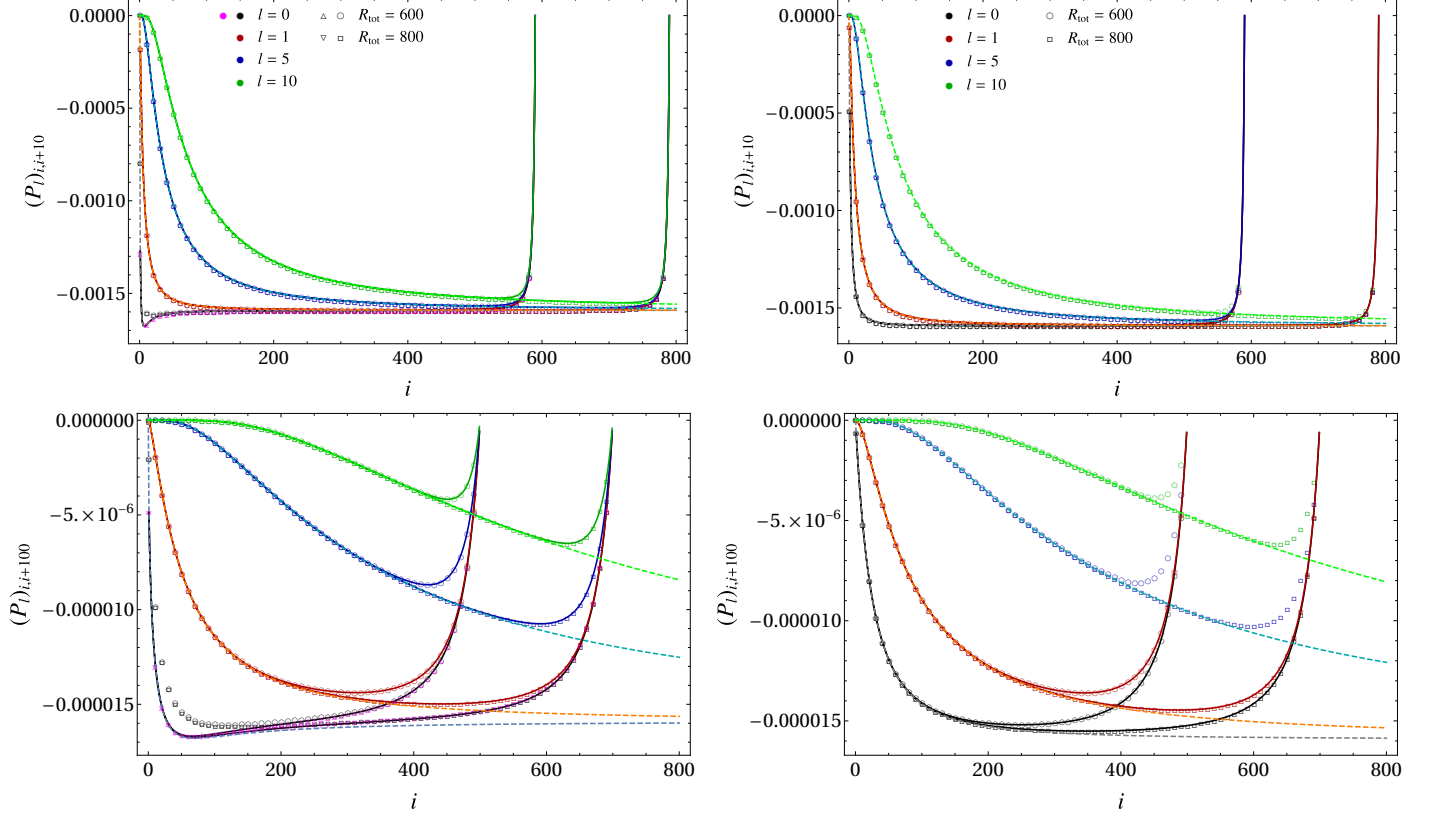 0.0000
-0.0005
-0.0010
-0.0015
(P_l)_{i,i+10}
l = 0
l = 1
l = 5
l = 10
R_tot = 600
R_tot = 800
0 200 400 600 800
i
0.0000
-0.0005
-0.0010
-0.0015
(P_l)_{i,i+10}
l = 0
l = 1
l = 5
l = 10
R_tot = 600
R_tot = 800
0 200 400 600 800
i
0.000000
-5.×10^-6
-0.000010
-0.000015
(P_l)_{i,i+100}
0 200 400 600 800
i
0.000000
-5.×10^-6
-0.000010
-0.000015
(P_l)_{i,i+100}
0 200 400 600 800
i